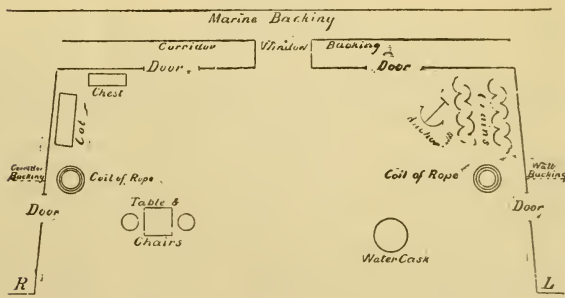 Marine Backing
Corridor Window Backing
Door. Door
Chest
Cot
Anchor
Chains
Corridor
Backing
Coil of Rope
Coil of Rope
Wall
Backing
Door
Table &
Chairs
Door
Water Cask
R L